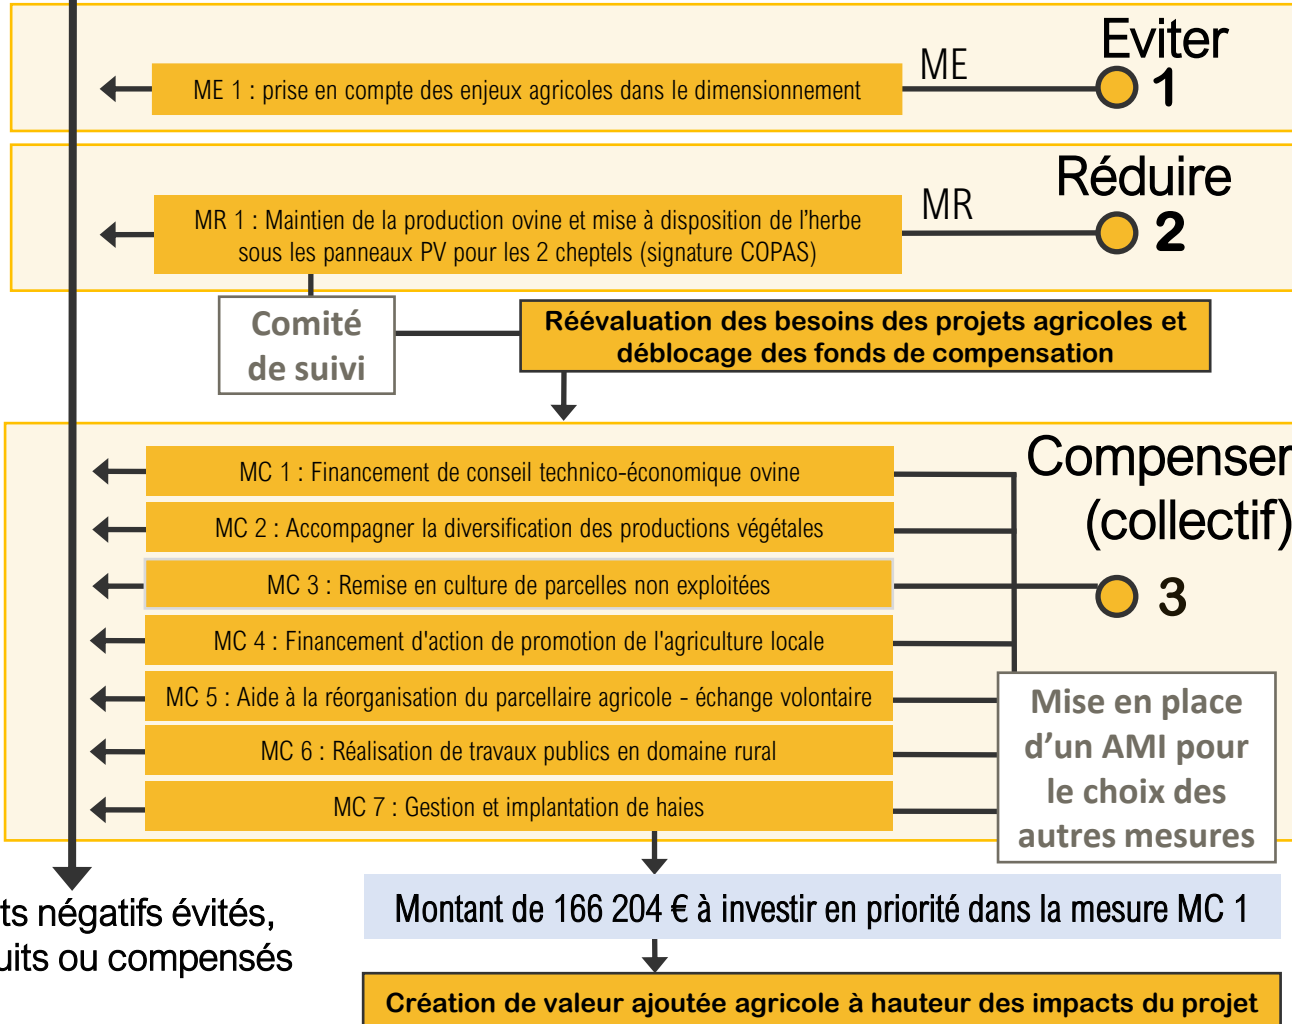 Eviter
ME
1
ME 1 : prise en compte des enjeux agricoles dans le dimensionnement
Réduire
MR
2
MR 1 : Maintien de la production ovine et mise à disposition de l'herbe
sous les panneaux PV pour les 2 cheptels (signature COPAS)
Comité
de suivi
Réévaluation des besoins des projets agricoles et
déblocage des fonds de compensation
Compenser
(collectif)
3
MC 1 : Financement de conseil technico-économique ovine
MC 2 : Accompagner la diversification des productions végétales
MC 3 : Remise en culture de parcelles non exploitées
MC 4 : Financement d'action de promotion de l'agriculture locale
MC 5 : Aide à la réorganisation du parcellaire agricole - échange volontaire
MC 6 : Réalisation de travaux publics en domaine rural
MC 7 : Gestion et implantation de haies
Mise en place
d'un AMI pour
le choix des
autres mesures
ts négatifs évités,
uits ou compensés
Montant de 166 204 € à investir en priorité dans la mesure MC 1
Création de valeur ajoutée agricole à hauteur des impacts du projet